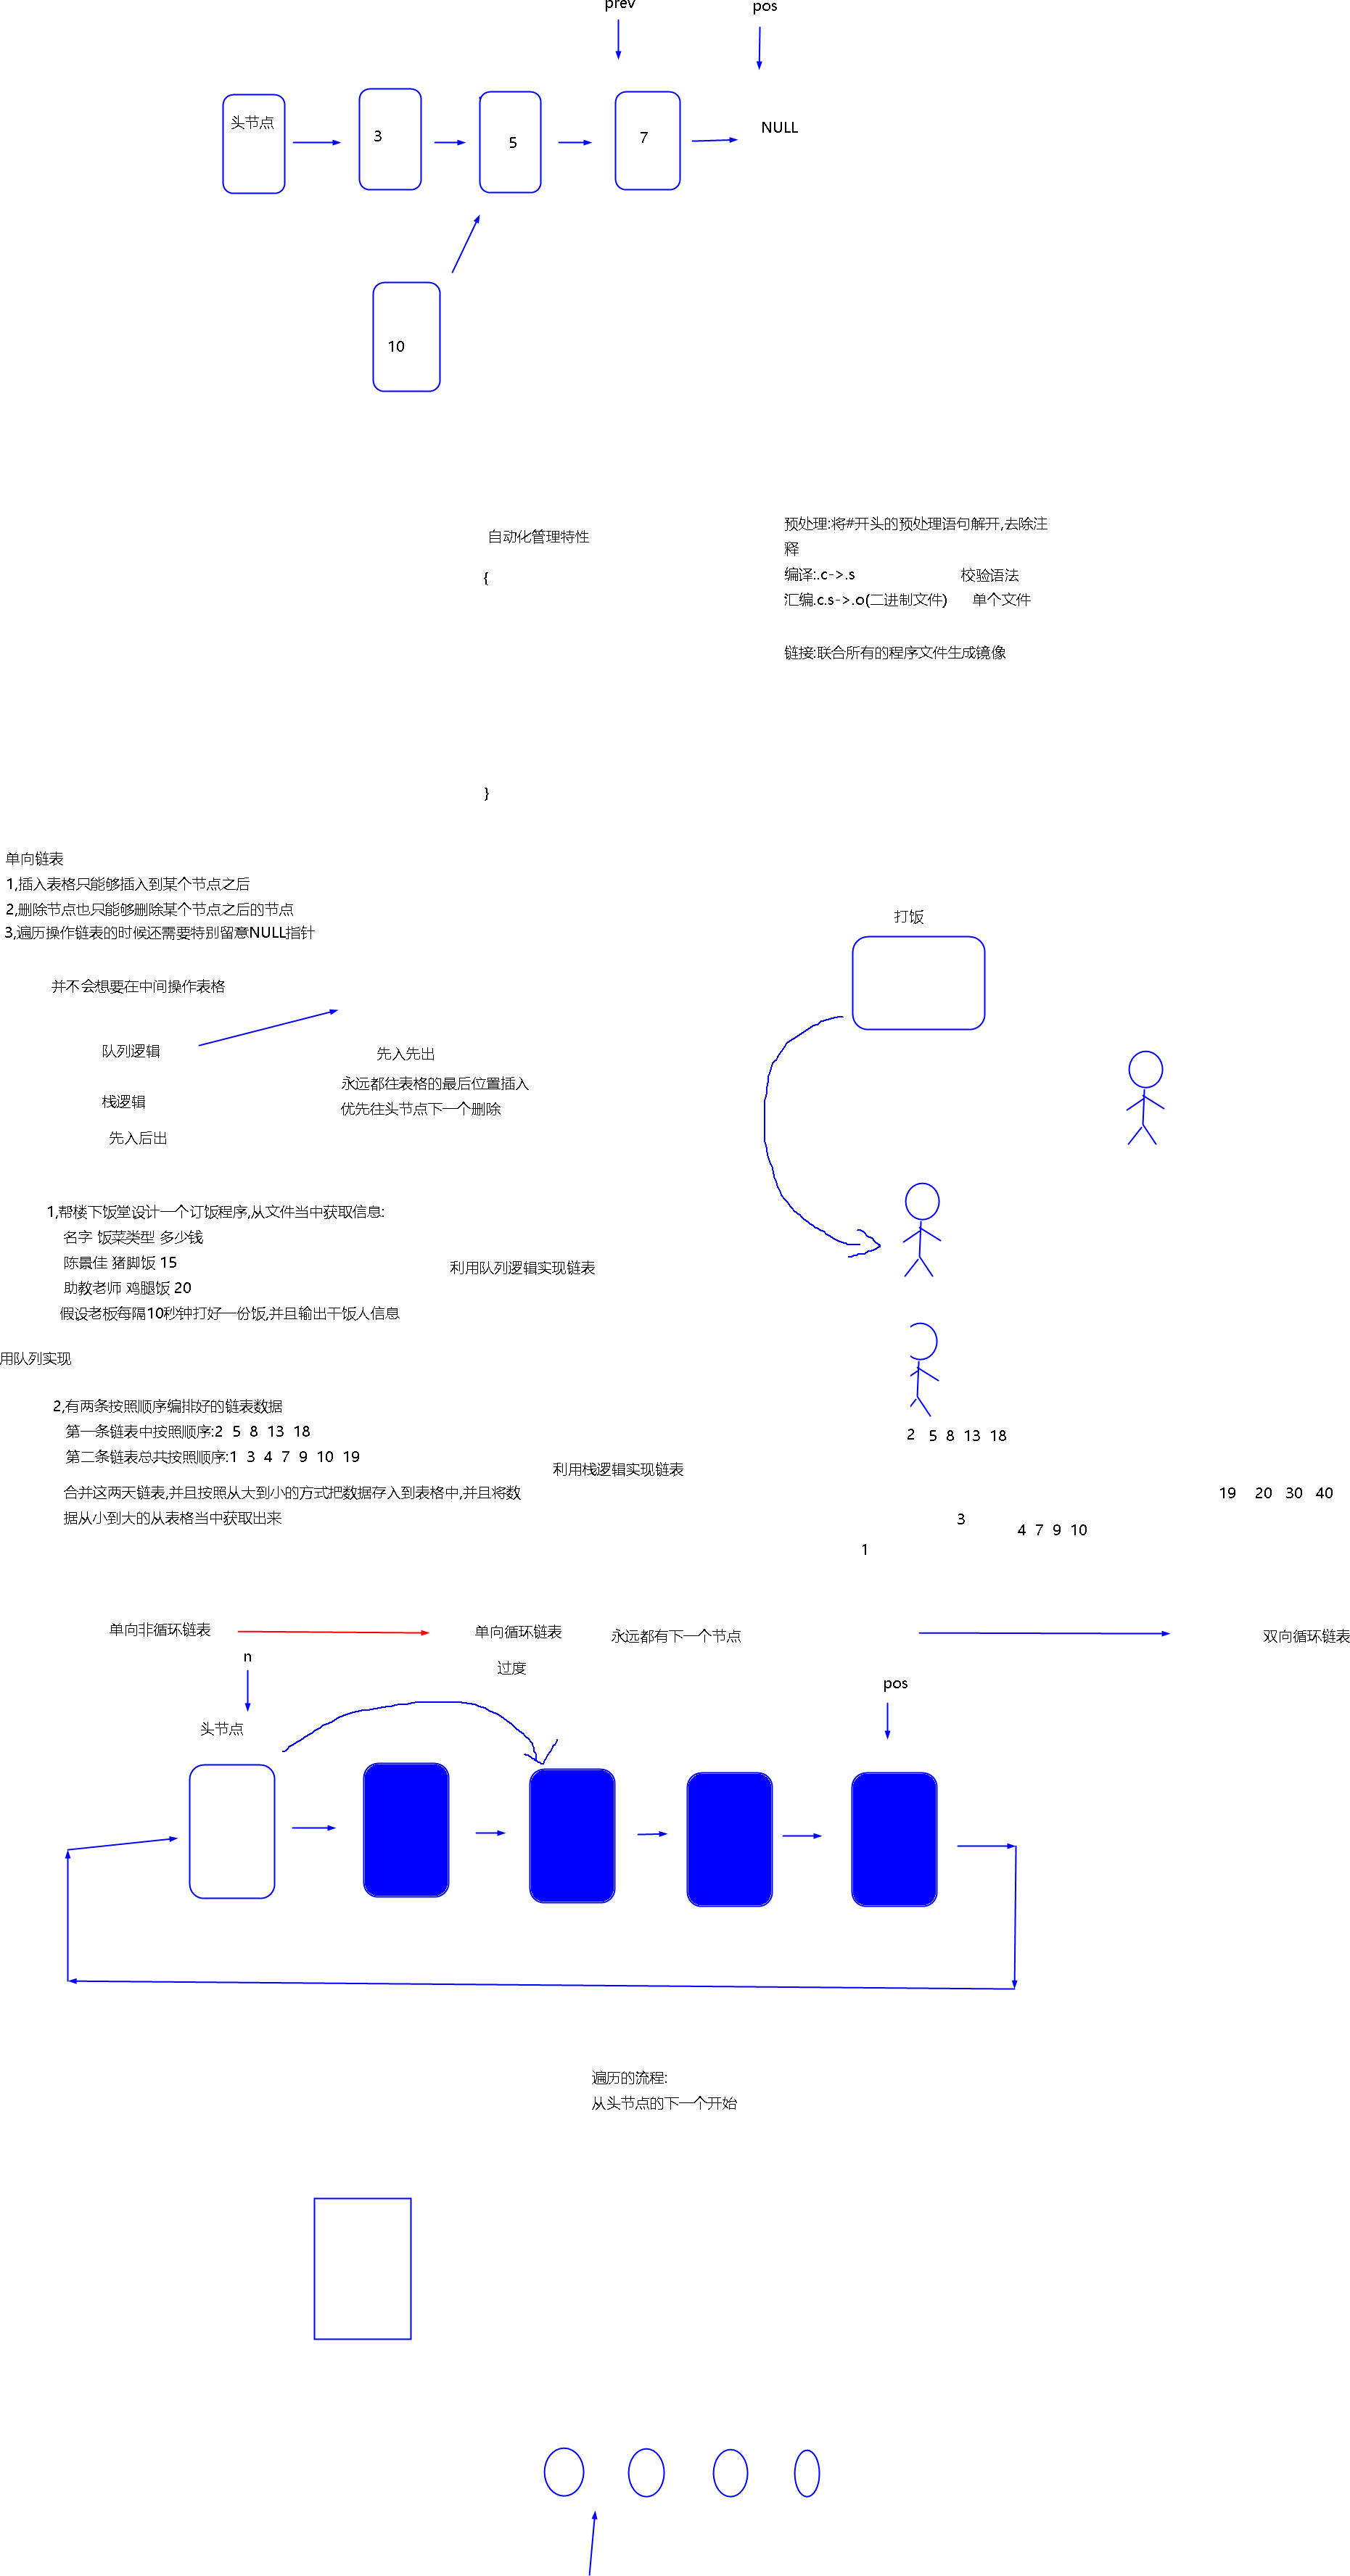 prev
pos
头节点
3
5
7
NULL
10
自动化管理特性
{
}
预处理:将#开头的预处理语句解开,去除注
释
编译:.c->.s 校验语法
汇编.c.s->.o(二进制文件) 单个文件
链接:联合所有的程序文件生成镜像
单向链表
1,插入表格只能够插入到某个节点之后
2,删除节点也只能够删除某个节点之后的节点
3,遍历操作链表的时候还需要特别留意NULL指针
并不会想要在中间操作表格
队列逻辑
栈逻辑
先入后出
先入先出
永远都往表格的最后位置插入
优先往头节点下一个删除
打饭
1,帮楼下饭堂设计一个订饭程序,从文件当中获取信息:
名字 饭菜类型 多少钱
陈景佳 猪脚饭 15
助教老师 鸡腿饭 20
假设老板每隔10秒钟打好一份饭,并且输出干饭人信息
利用队列逻辑实现链表
用队列实现
2,有两条按照顺序编排好的链表数据
第一条链表中按照顺序:2 5 8 13 18
第二条链表总共按照顺序:1 3 4 7 9 10 19
合并这两天链表,并且按照从大到小的方式把数据存入到表格中,并且将数
据从小到大的从表格当中获取出来
利用栈逻辑实现链表
2 5 8 13 18
19 20 30 40
3
4 7 9 10
1
单向非循环链表
单向循环链表
永远都有下一个节点
双向循环链表
过度
n
pos
头节点
遍历的流程:
从头节点的下一个开始